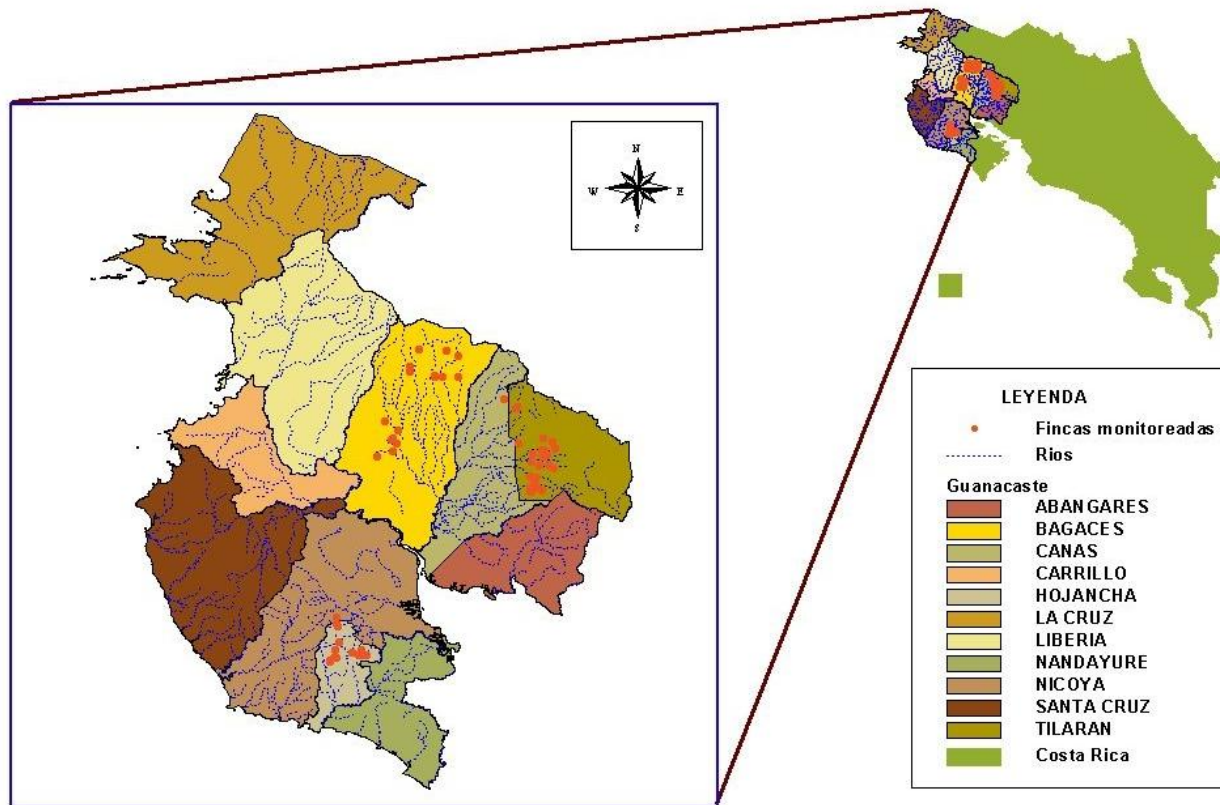 N
W E
S
LEYENDA
Fincas monitoreadas
Rios
Guanacaste
ABANGARES
BAGACES
CANAS
CARRILLO
HOJANCHA
LA CRUZ
LIBERIA
NANDAYURE
NICOYA
SANTA CRUZ
TILARAN
Costa Rica